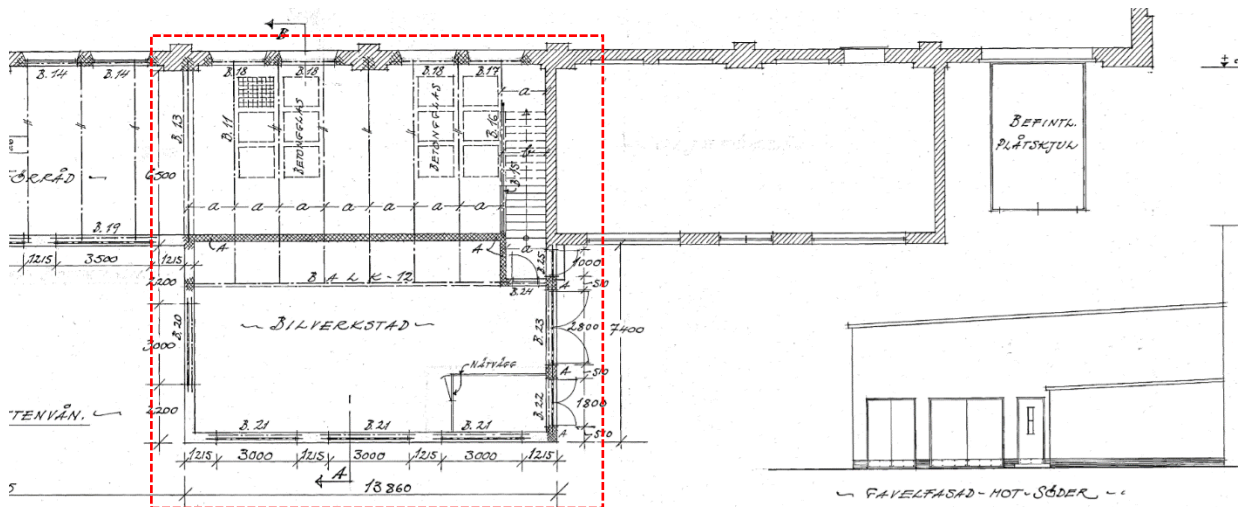 B
B.14 B.14 B.18 B.18 B.18 B.17
± 0
a
B.13 B.11 BETONGGLAS BETONGGLAS B.16 B.15 b
BEFINTL.
PLÅTSKJUL
ÖRRÅD ~ 6500
a a a a a a a
B.19 A A a
1215 3500 1215 B.25 1000
2200 BALK-12 B.24 A 510
~ BILVERKSTAD ~ B.20 3000 B.23 2800 7400
NÄTVÄGG A 510
TENVÅN. ~ 2200 B.22 1800
B.21 B.21 B.21 A 510
1215 3000 1215 3000 1215 3000 1215
A
5 13860
~ GAVELFASAD-MOT-SÖDER ~